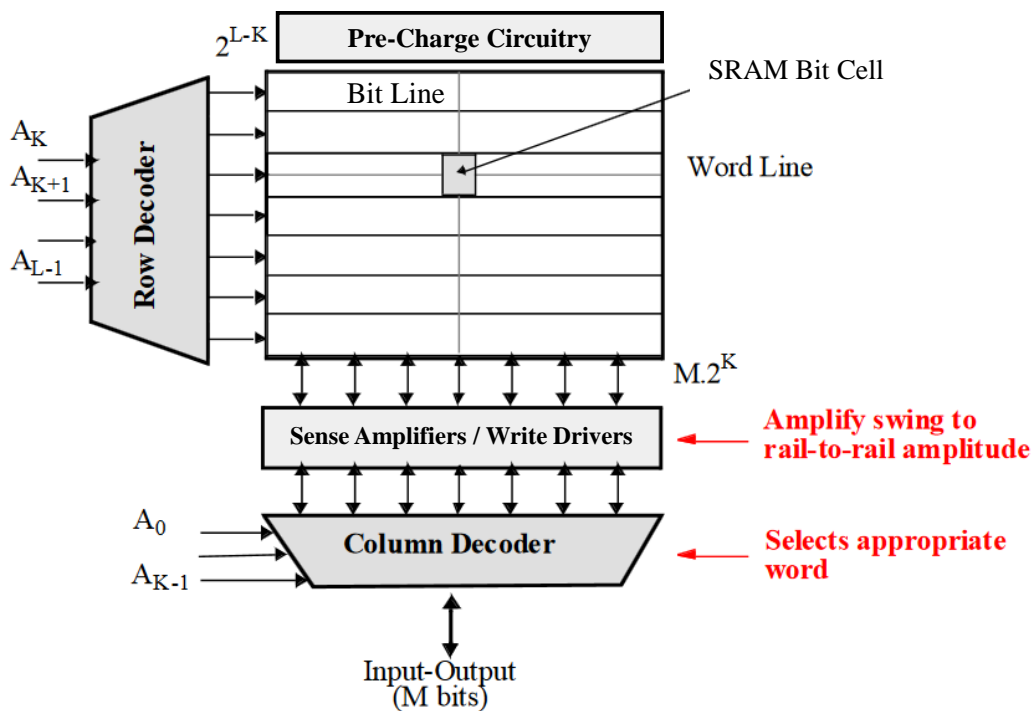 2^{L-K}
Pre-Charge Circuitry
SRAM Bit Cell
Bit Line
A_K
A_{K+1}
A_{L-1}
Row Decoder
Word Line
M.2^K
Sense Amplifiers / Write Drivers
Amplify swing to
rail-to-rail amplitude
A_0
A_{K-1}
Column Decoder
Selects appropriate
word
Input-Output
(M bits)